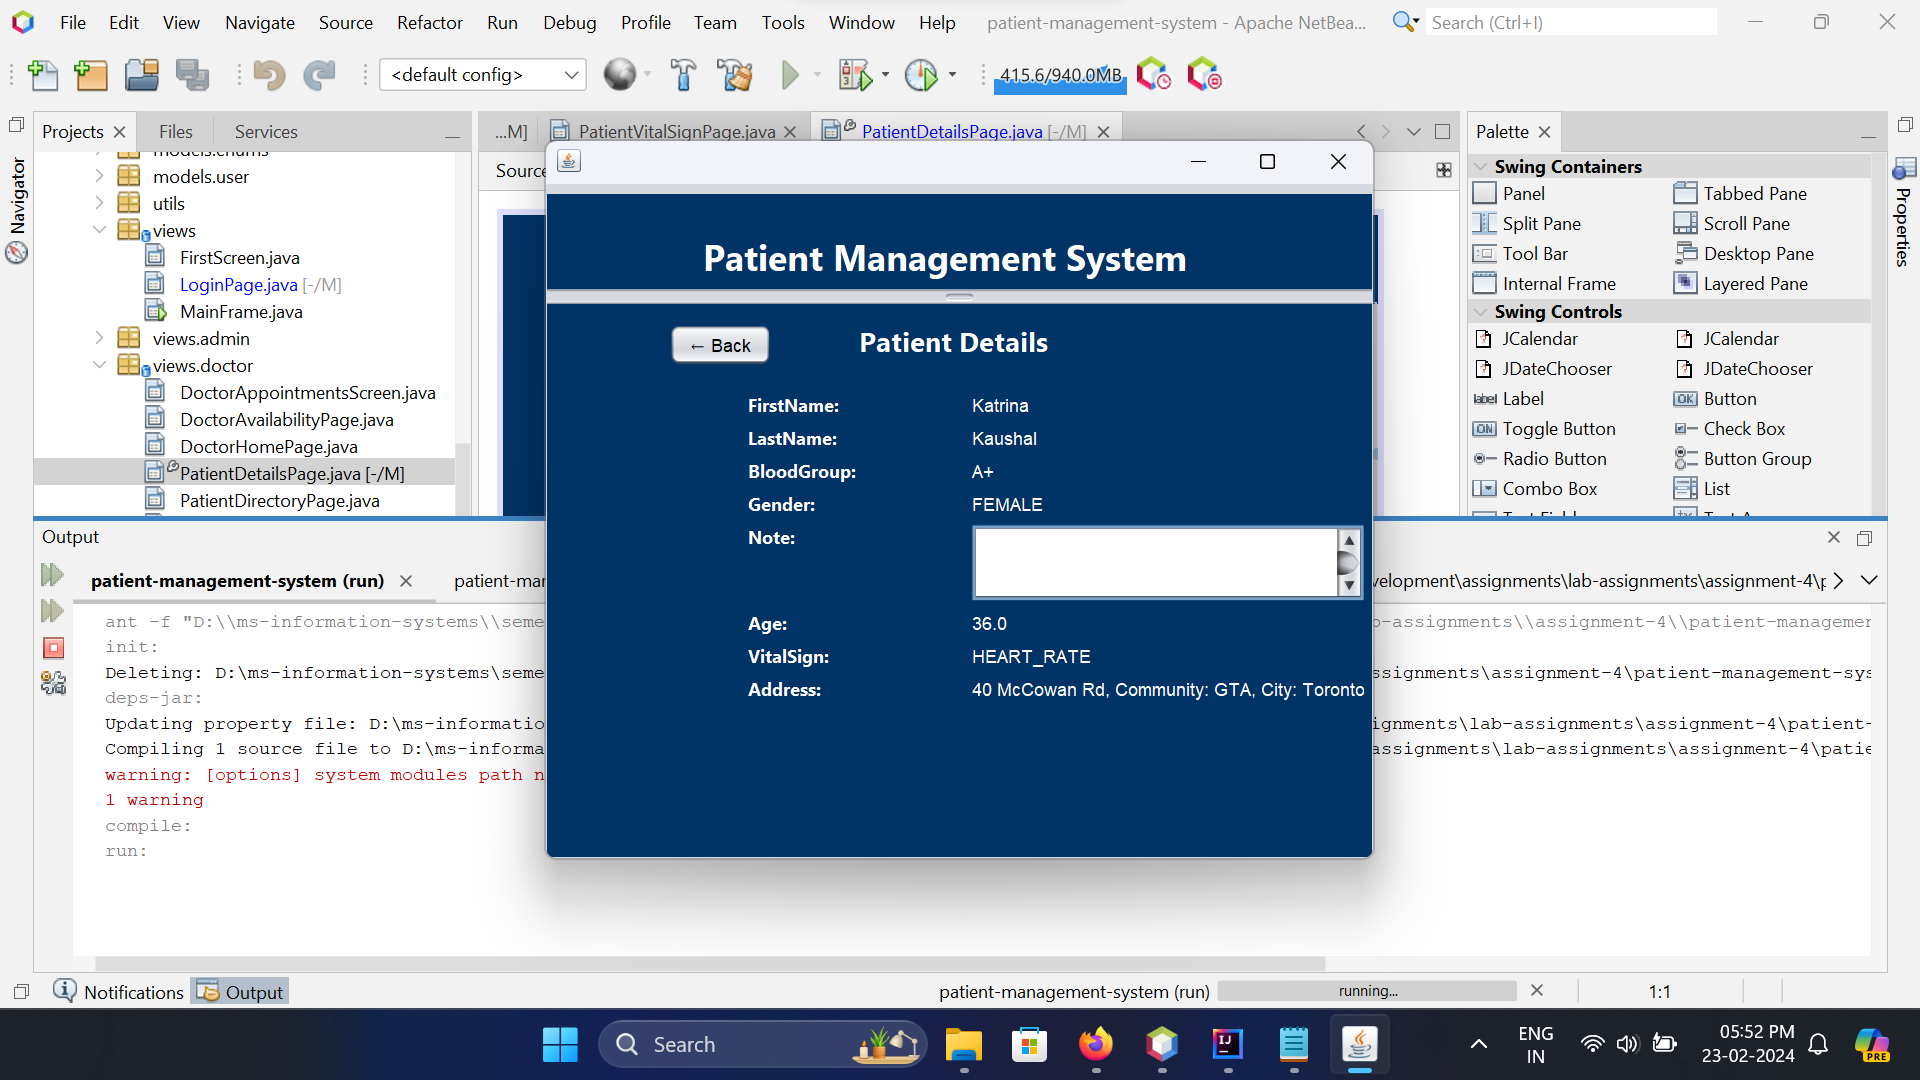 File Edit View Navigate Source Refactor Run Debug Profile Team Tools Window Help patient-management-system - Apache NetBea... Search (Ctrl+I)
<default config> 415.6/940.0MB
Projects Files Services ...M] PatientVitalSignPage.java PatientDetailsPage.java [-/M] Palette
Navigator
Properties
models.enums
models.user
utils
views
FirstScreen.java
LoginPage.java [-/M]
MainFrame.java
views.admin
views.doctor
DoctorAppointmentsScreen.java
DoctorAvailabilityPage.java
DoctorHomePage.java
PatientDetailsPage.java [-/M]
PatientDirectoryPage.java
Source
Patient Management System
← Back Patient Details
FirstName: Katrina
LastName: Kaushal
BloodGroup: A+
Gender: FEMALE
Note:
Age: 36.0
VitalSign: HEART_RATE
Address: 40 McCowan Rd, Community: GTA, City: Toronto
Swing Containers
Panel Tabbed Pane
Split Pane Scroll Pane
Tool Bar Desktop Pane
Internal Frame Layered Pane
Swing Controls
JCalendar JCalendar
JDateChooser JDateChooser
label Label OK Button
ON Toggle Button Check Box
Radio Button Button Group
Combo Box List
Output
patient-management-system (run) patient-mar velopment\assignments\lab-assignments\assignment-4\p
ant -f "D:\\ms-information-systems\\seme b-assignments\\assignment-4\\patient-managemen
init:
Deleting: D:\ms-information-systems\seme ssignments\assignment-4\patient-management-sys
deps-jar:
Updating property file: D:\ms-informatio ignments\lab-assignments\assignment-4\patient-
Compiling 1 source file to D:\ms-informa assignments\lab-assignments\assignment-4\patie
warning: [options] system modules path n
1 warning
compile:
run:
Notifications Output patient-management-system (run) running... 1:1
Search ENG 05:52 PM
IN 23-02-2024
IJ
PRE